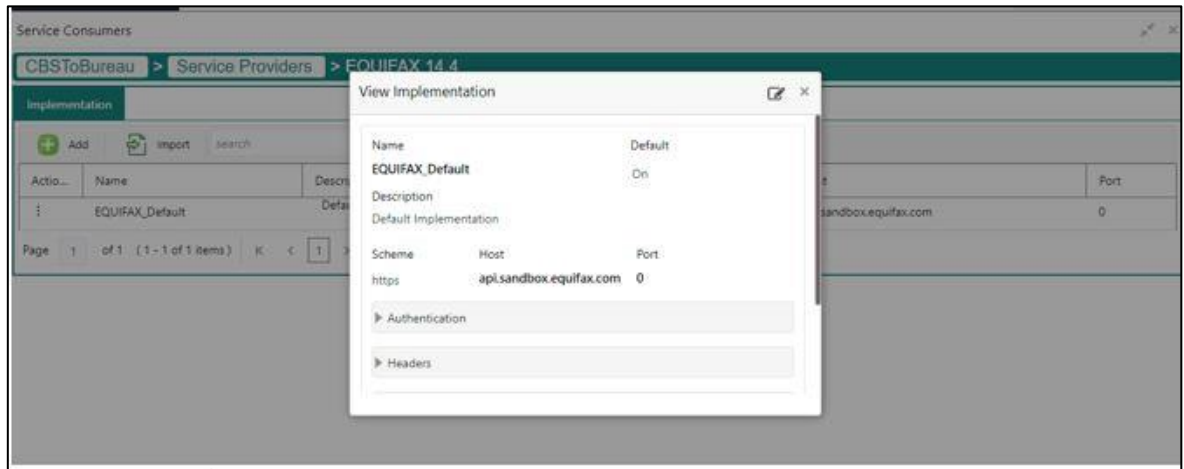 Service Consumers
CBSToBureau > Service Providers > EQUIFAX 14.4
Implementation
Add Import search
Actio... Name Descri Port
EQUIFAX_Default Defau sandbox.equifax.com 0
Page 1 of 1 (1 - 1 of 1 items) K < 1 >
View Implementation
Name Default
EQUIFAX_Default On
Description
Default Implementation
Scheme Host Port
https api.sandbox.equifax.com 0
Authentication
Headers